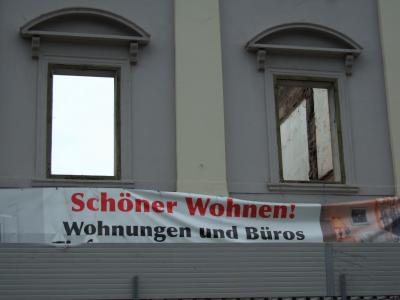 Schöner Wohnen!
Wohnungen und Büros